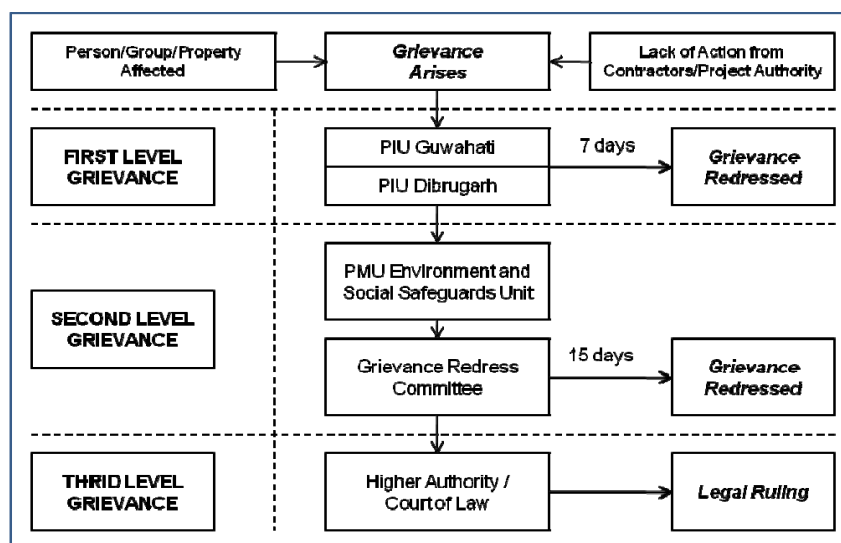 Person/Group/Property
Affected
Grievance
Arises
Lack of Action from
Contractors/Project Authority
FIRST LEVEL
GRIEVANCE
PIU Guwahati
PIU Dibrugarh
7 days
Grievance
Redressed
SECOND LEVEL
GRIEVANCE
PMU Environment and
Social Safeguards Unit
Grievance Redress
Committee
15 days
Grievance
Redressed
THRID LEVEL
GRIEVANCE
Higher Authority /
Court of Law
Legal Ruling